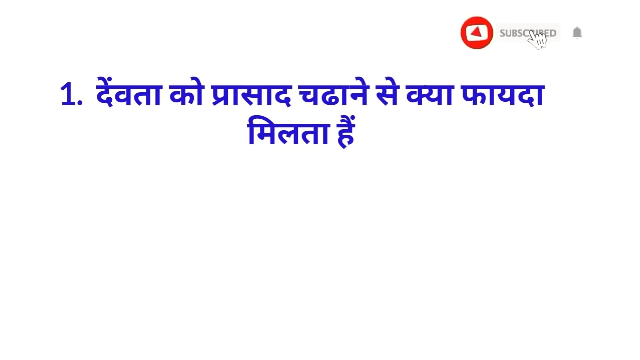 SUBSCRIBED
1. देंवता को प्रासाद चढाने से क्या फायदा
मिलता हैं